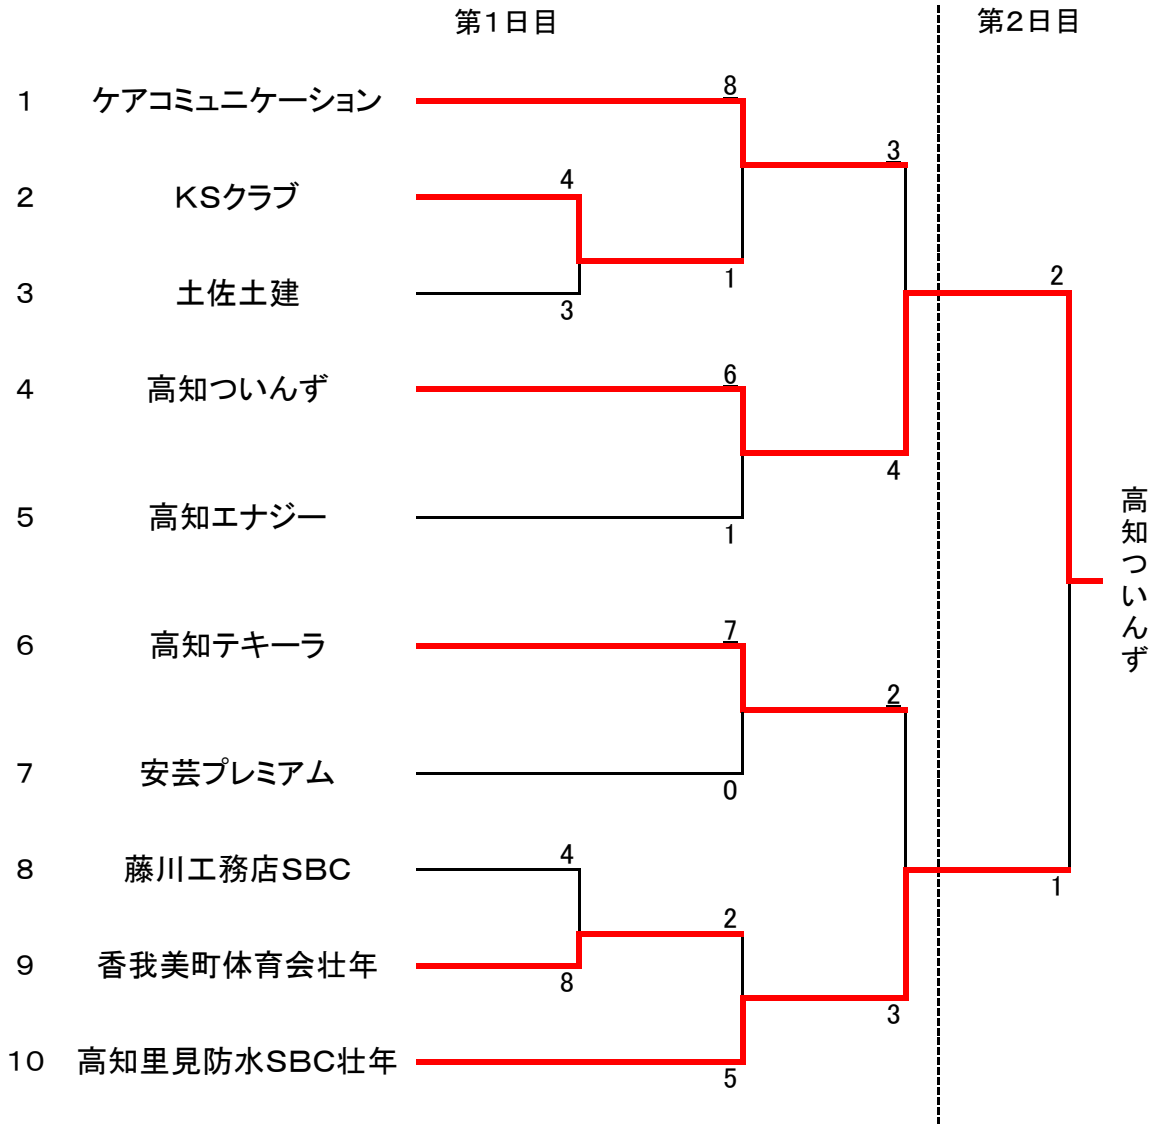 第1日目
第2日目
8
1 ケアコミュニケーション
3
4
2 KSクラブ
2
1
3 土佐土建
3
6
4 高知ついんず
4
高知ついんず
5 高知エナジー
1
7
6 高知テキーラ
2
7 安芸プレミアム
0
4
8 藤川工務店SBC
1
2
9 香我美町体育会壮年
8
3
10 高知里見防水SBC壮年
5